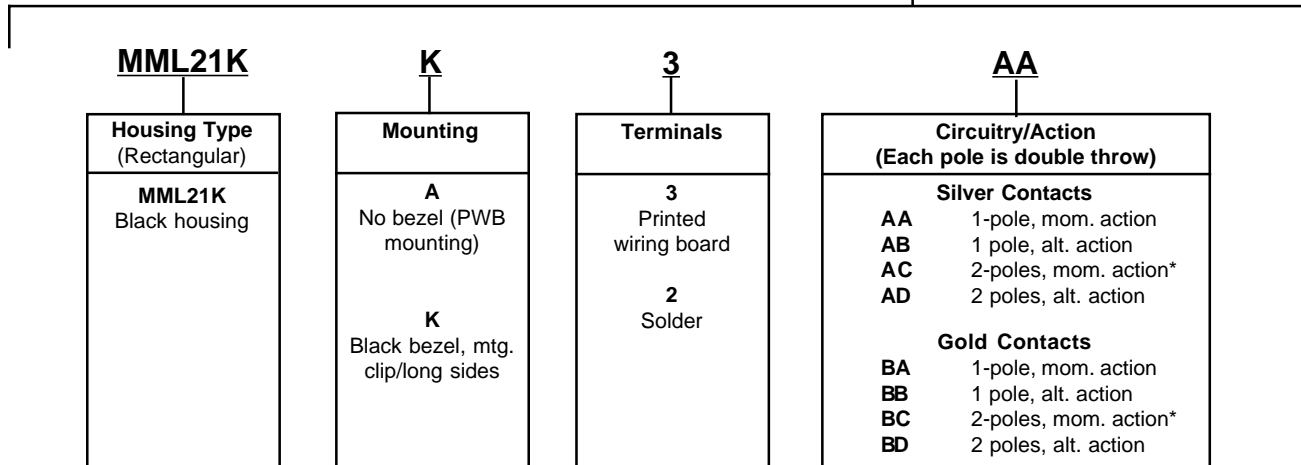 MML21K K 3 AA
Housing Type
(Rectangular)
MML21K
Black housing
Mounting
A
No bezel (PWB
mounting)
K
Black bezel, mtg.
clip/long sides
Terminals
3
Printed
wiring board
2
Solder
Circuitry/Action
(Each pole is double throw)
Silver Contacts
AA 1-pole, mom. action
AB 1 pole, alt. action
AC 2-poles, mom. action*
AD 2 poles, alt. action
Gold Contacts
BA 1-pole, mom. action
BB 1 pole, alt. action
BC 2-poles, mom. action*
BD 2 poles, alt. action